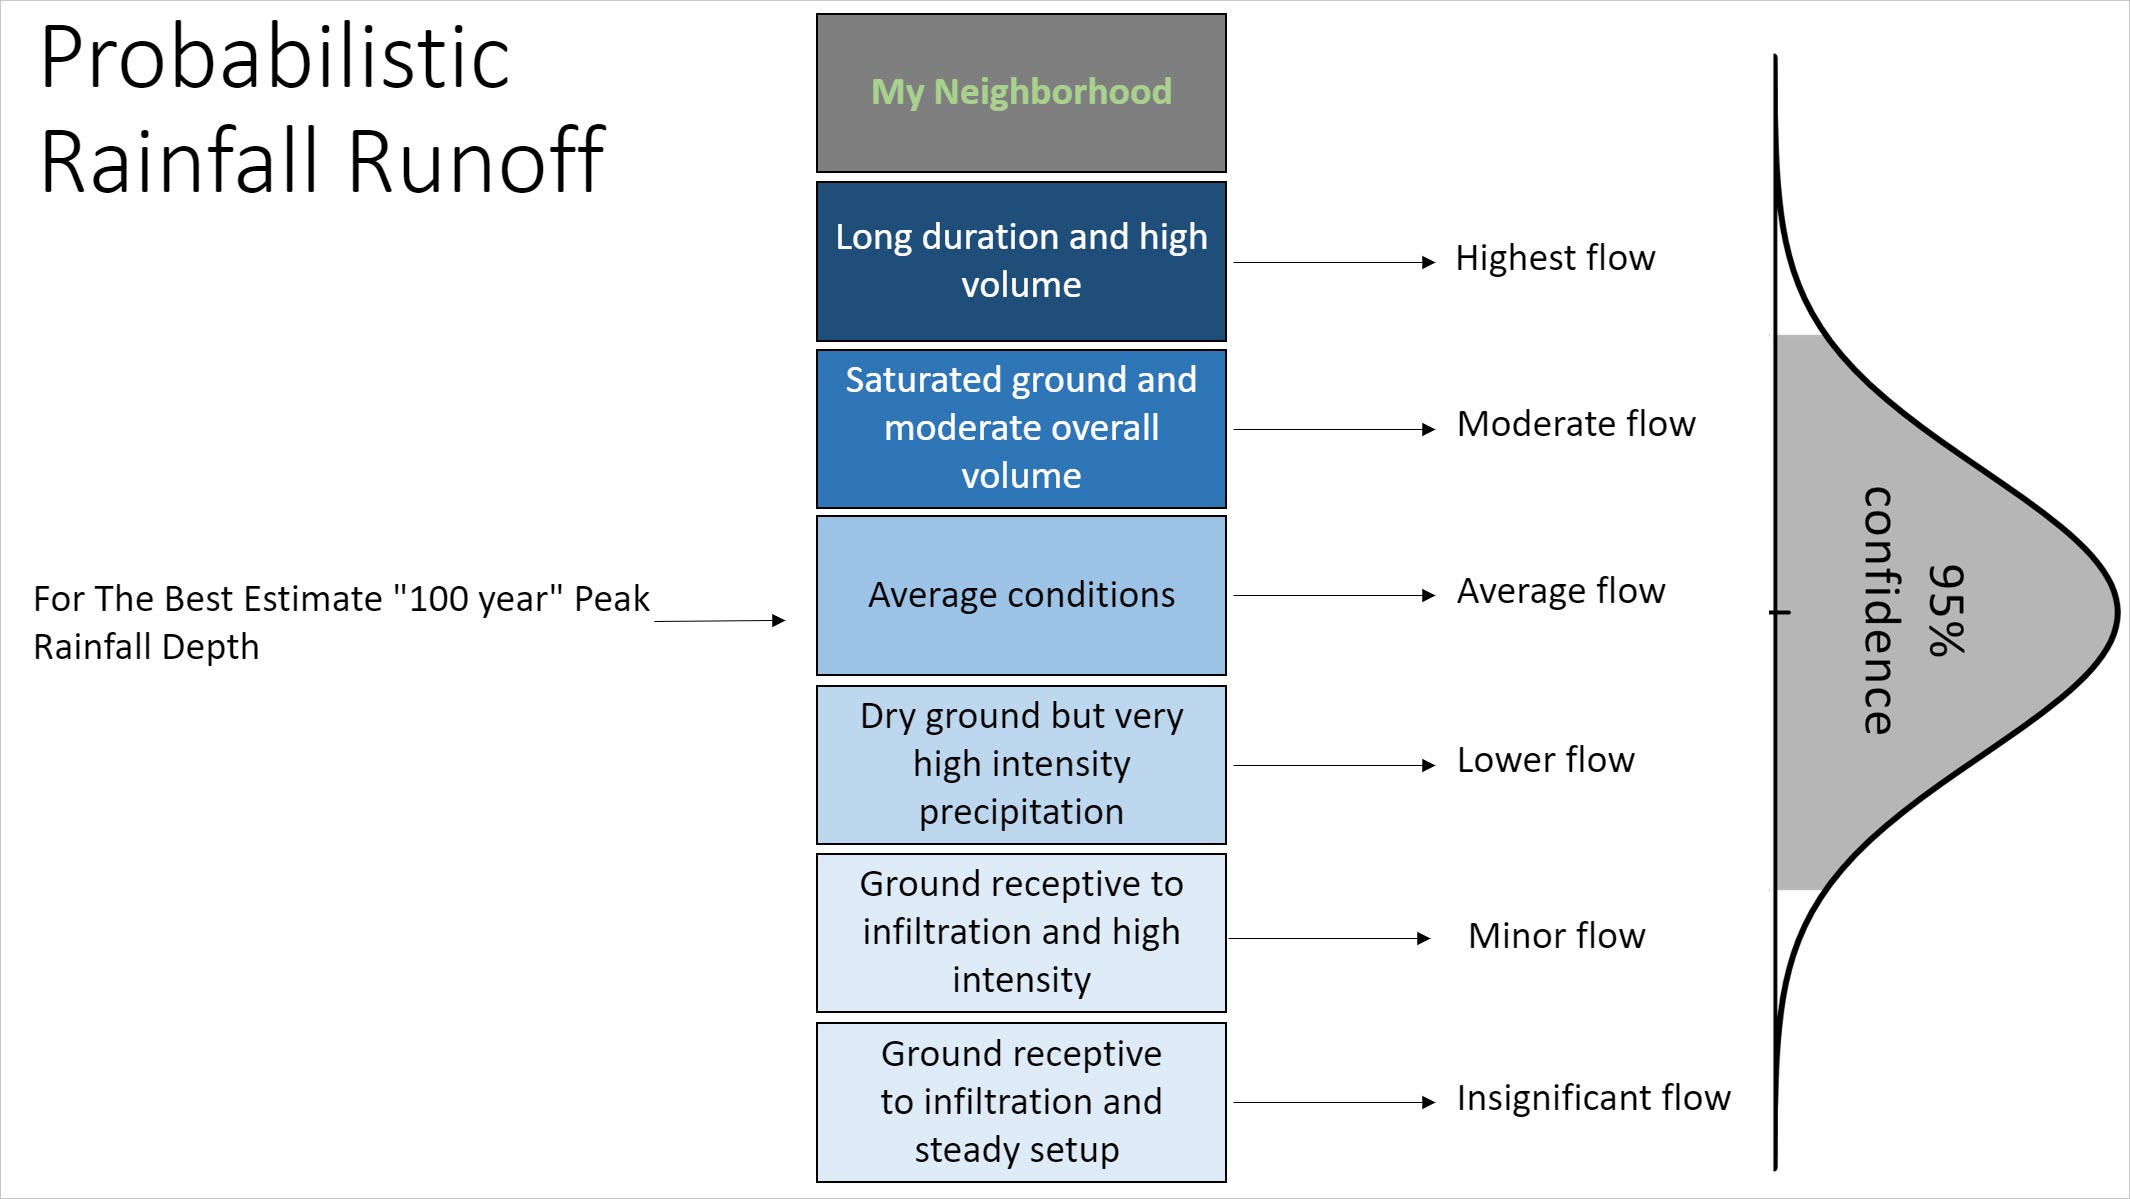 Probabilistic
Rainfall Runoff
My Neighborhood
Long duration and high
volume
Highest flow
Saturated ground and
moderate overall
volume
Moderate flow
For The Best Estimate "100 year" Peak
Rainfall Depth
Average conditions
Average flow
Dry ground but very
high intensity
precipitation
Lower flow
Ground receptive to
infiltration and high
intensity
Minor flow
Ground receptive
to infiltration and
steady setup
Insignificant flow
95%
confidence